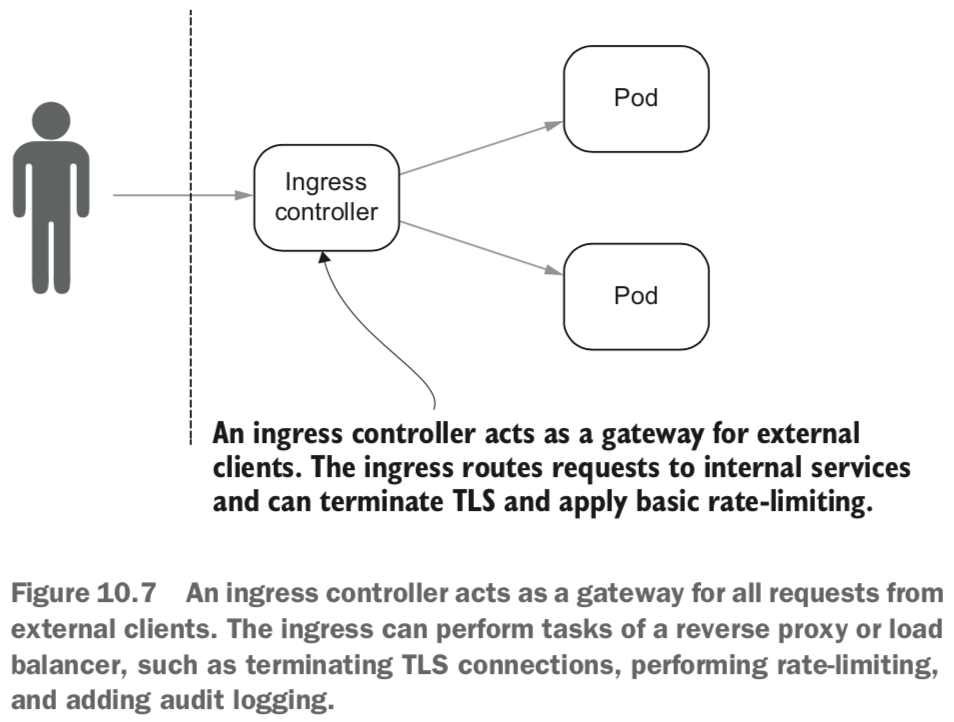 Pod
Ingress
controller
Pod
An ingress controller acts as a gateway for external
clients. The ingress routes requests to internal services
and can terminate TLS and apply basic rate-limiting.
Figure 10.7 An ingress controller acts as a gateway for all requests from
external clients. The ingress can perform tasks of a reverse proxy or load
balancer, such as terminating TLS connections, performing rate-limiting,
and adding audit logging.